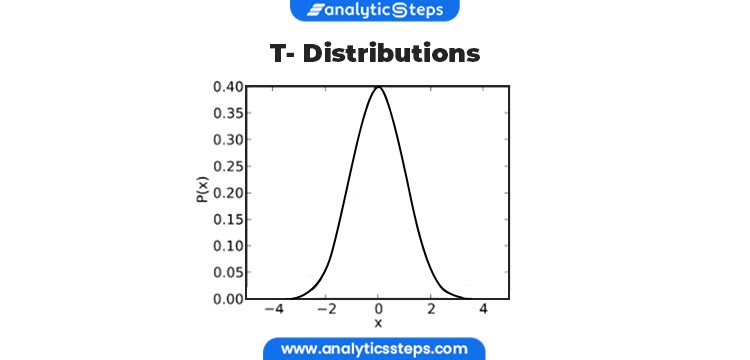 analyticSteps
T- Distributions
0.40
0.35
0.30
0.25
0.20
0.15
0.10
0.05
0.00
P(x)
−4 −2 0 2 4
x
www.analyticssteps.com